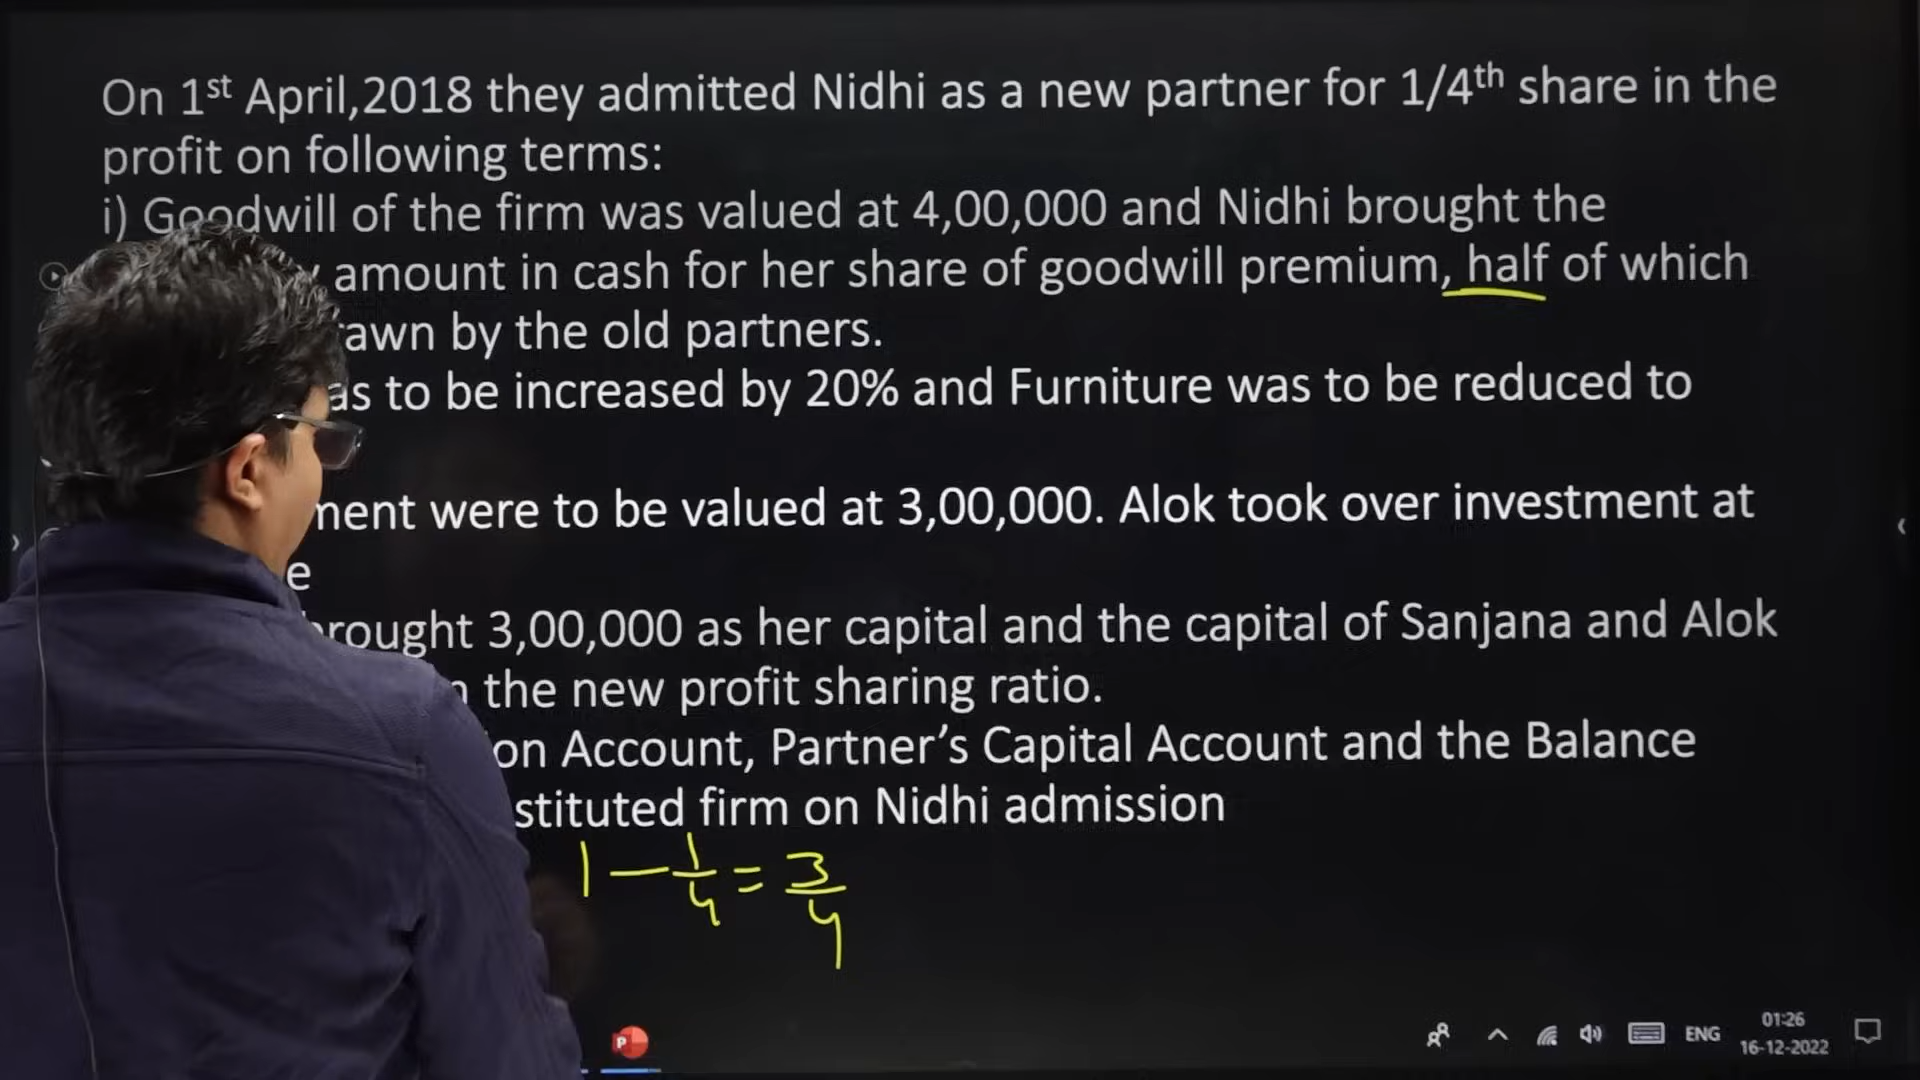 On 1st April,2018 they admitted Nidhi as a new partner for 1/4th share in the
profit on following terms:
i) Goodwill of the firm was valued at 4,00,000 and Nidhi brought the
amount in cash for her share of goodwill premium, half of which
by the old partners.
to be increased by 20% and Furniture was to be reduced to
were to be valued at 3,00,000. Alok took over investment at
3,00,000 as her capital and the capital of Sanjana and Alok
the new profit sharing ratio.
Account, Partner’s Capital Account and the Balance
firm on Nidhi admission
1 - 1/4 = 3/4
P
ENG
01:26
16-12-2022